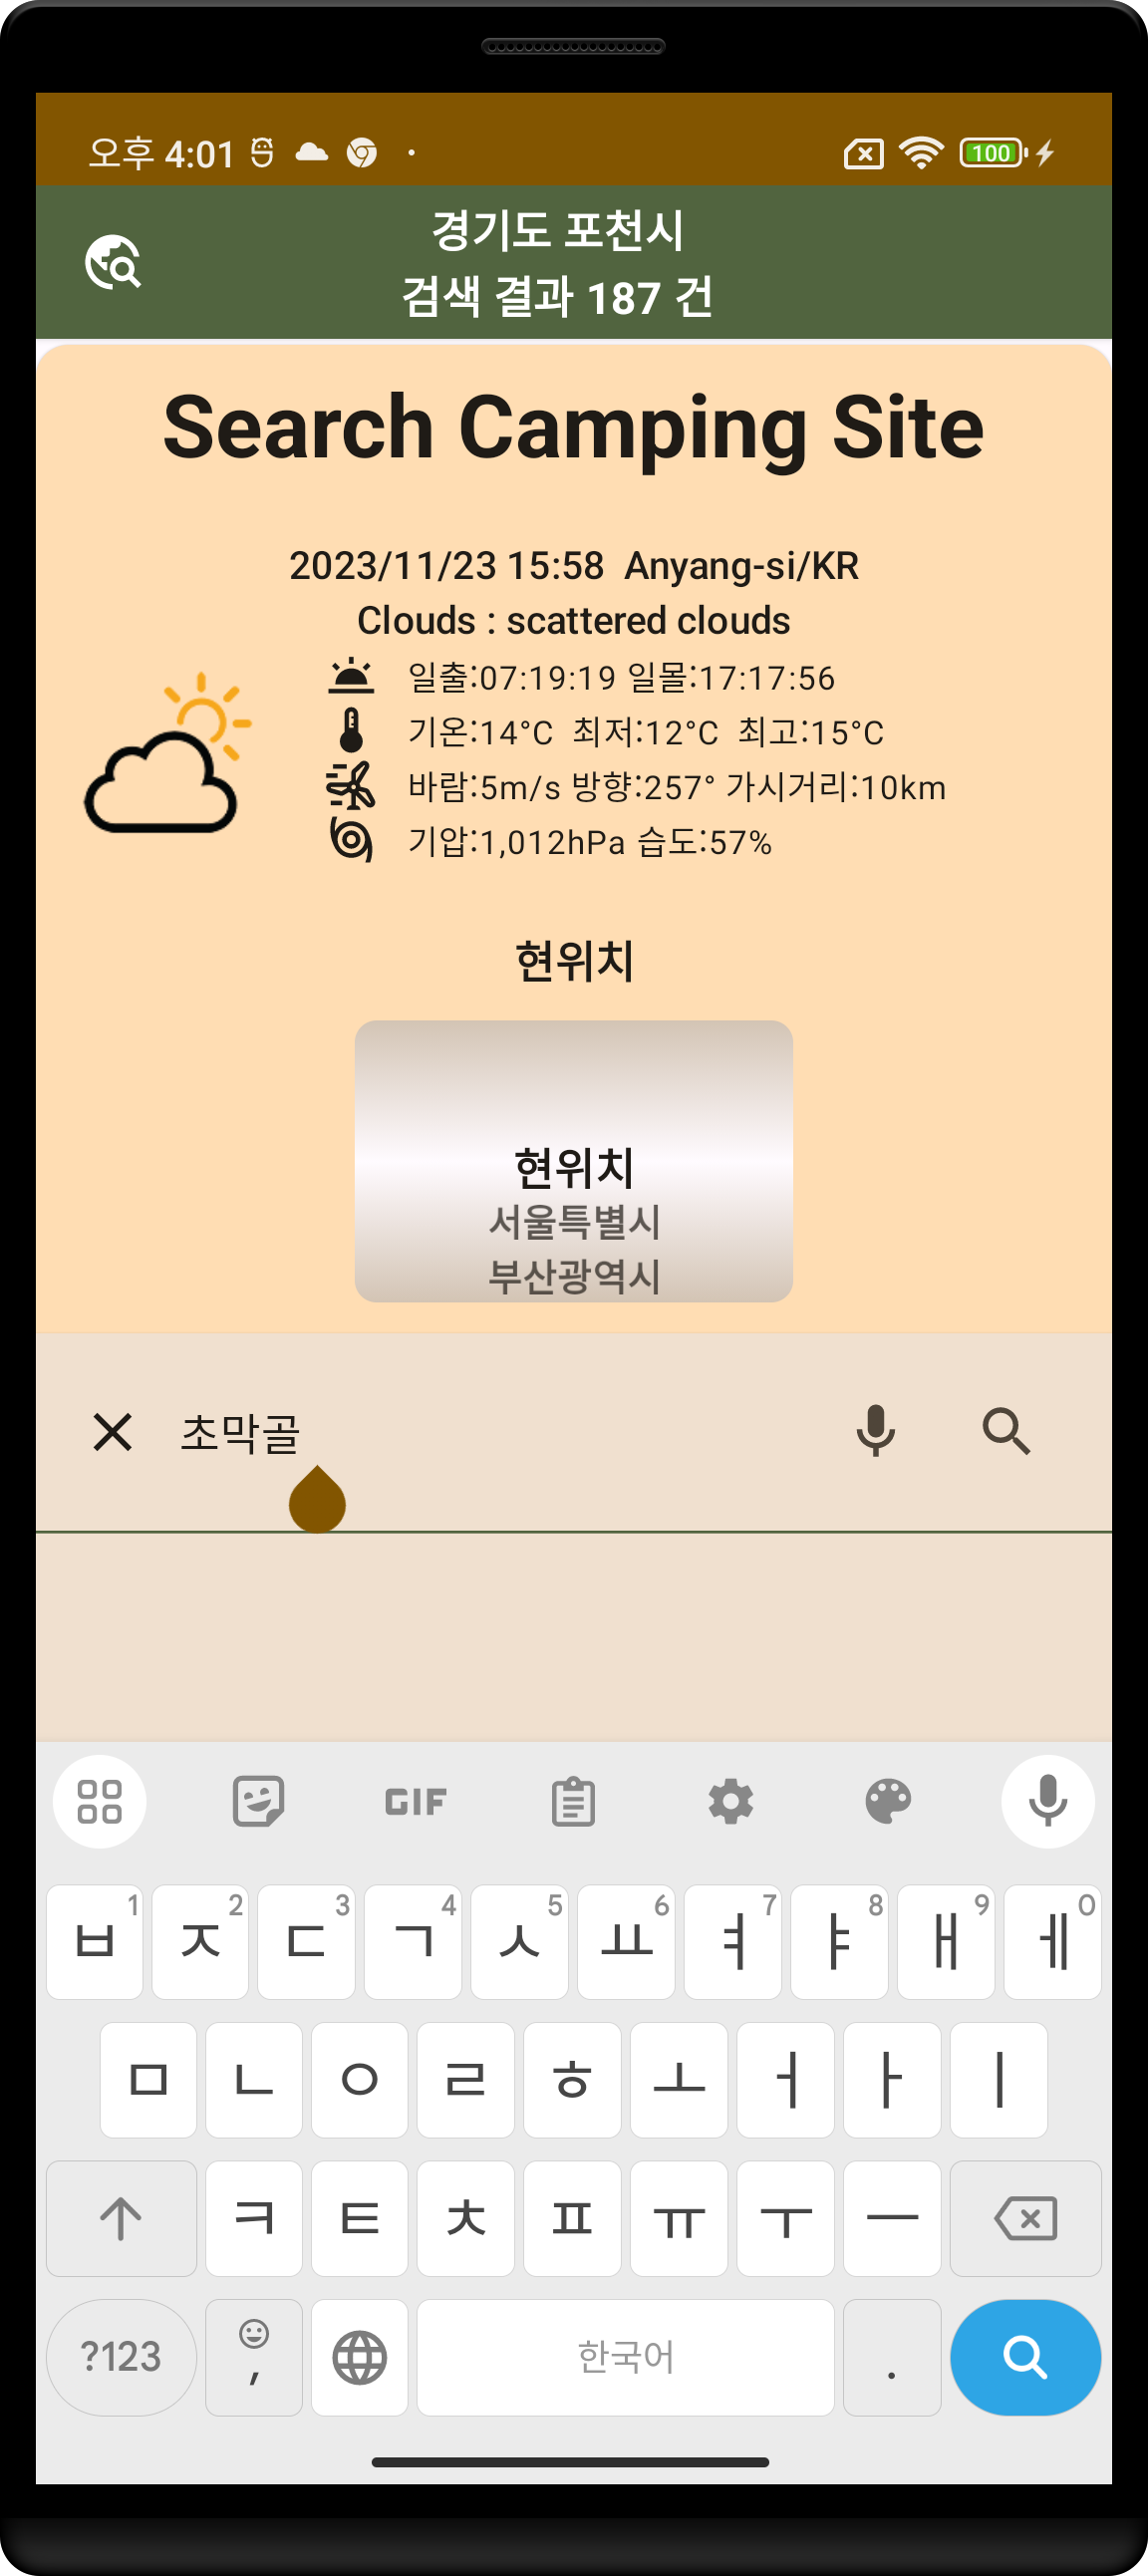 오후 4:01
100
경기도 포천시
검색 결과 187 건
Search Camping Site
2023/11/23 15:58 Anyang-si/KR
Clouds : scattered clouds
일출:07:19:19 일몰:17:17:56
기온:14°C 최저:12°C 최고:15°C
바람:5m/s 방향:257° 가시거리:10km
기압:1,012hPa 습도:57%
현위치
현위치
서울특별시
부산광역시
초막골
GIF
ㅂ 1 ㅈ 2 ㄷ 3 ㄱ 4 ㅅ 5 ㅛ 6 ㅕ 7 ㅑ 8 ㅐ 9 ㅔ 0
ㅁ ㄴ ㅇ ㄹ ㅎ ㅗ ㅓ ㅏ ㅣ
ㅋ ㅌ ㅊ ㅍ ㅠ ㅜ ㅡ
?123 , 한국어 .